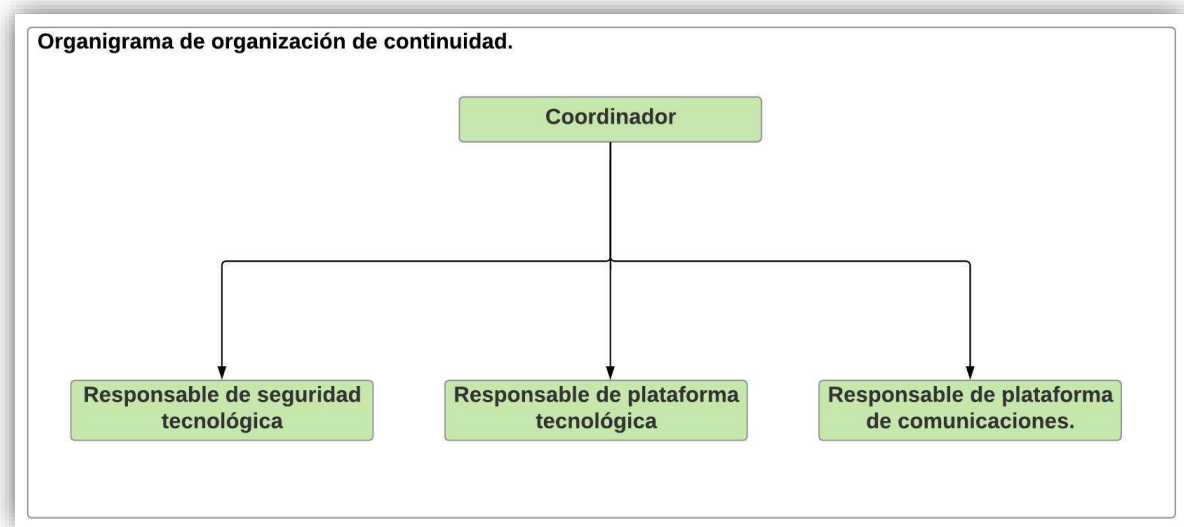 Organigrama de organización de continuidad.
Coordinador
Responsable de seguridad
tecnológica
Responsable de plataforma
tecnológica
Responsable de plataforma
de comunicaciones.